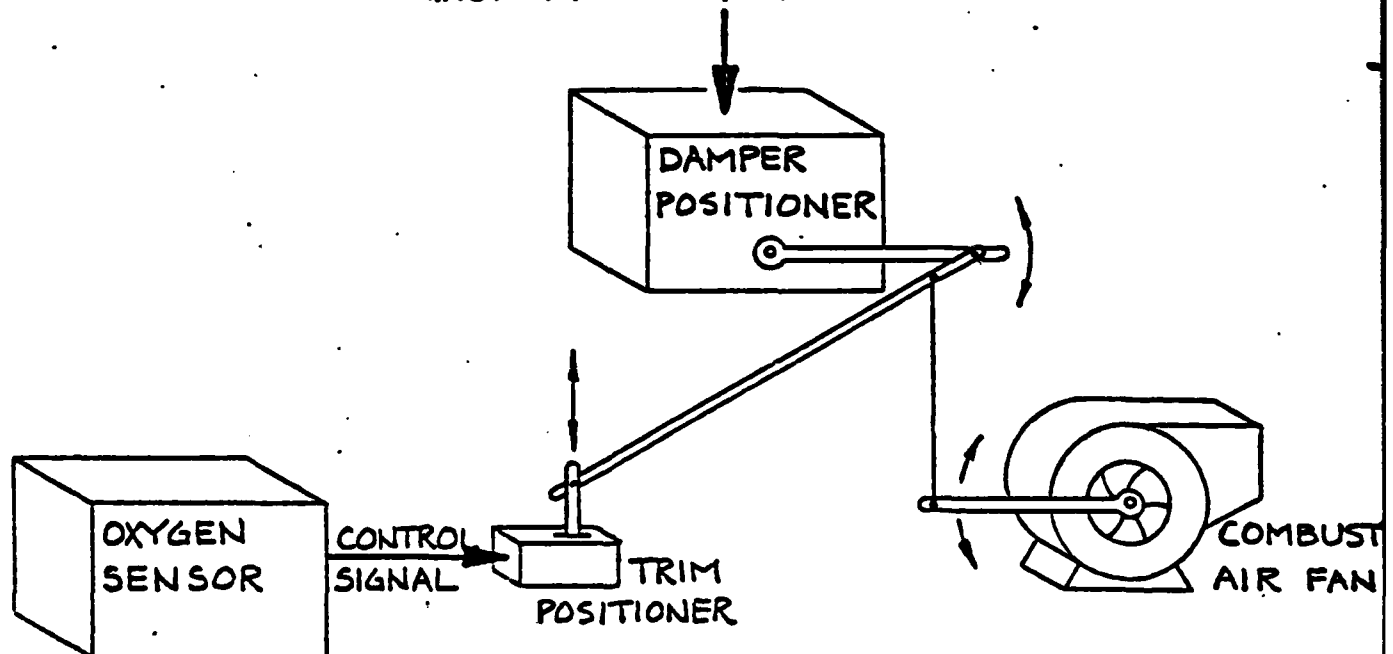 DAMPER
POSITIONER
OXYGEN
SENSOR
CONTROL
SIGNAL
TRIM
POSITIONER
COMBUST
AIR FAN